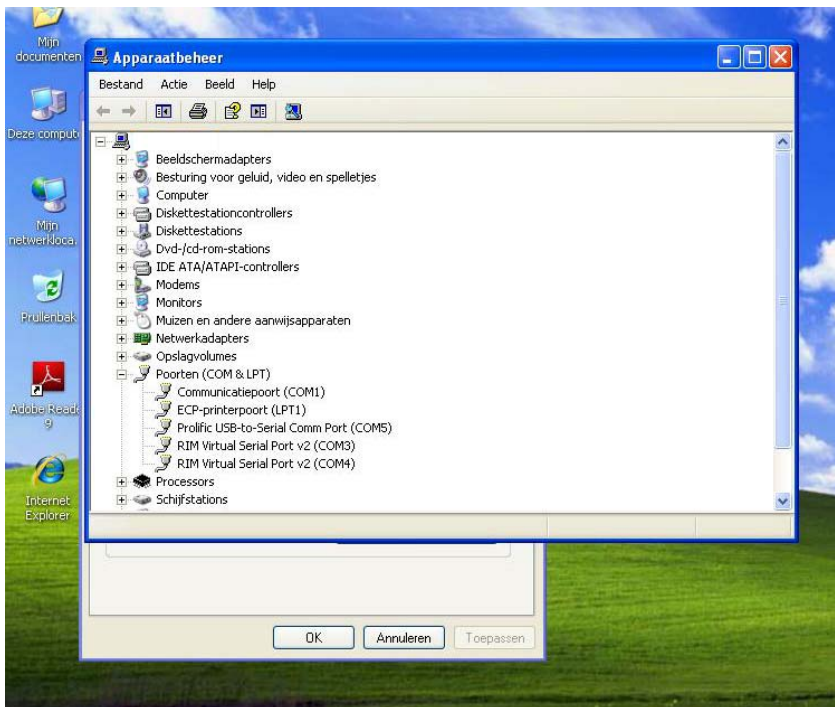 Mijn
documenten
Deze compute
Mijn
netwerkloca.
Prullenbak
Adobe Reade
9
Internet
Explorer
Apparaatbeheer
Bestand Actie Beeld Help
Beeldschermadapters
Besturing voor geluid, video en spelletjes
Computer
Diskettestationcontrollers
Diskettestations
Dvd-/cd-rom-stations
IDE ATA/ATAPI-controllers
Modems
Monitors
Muizen en andere aanwijsapparaten
Netwerkadapters
Opslagvolumes
Poorten (COM & LPT)
Communicatiepoort (COM1)
ECP-printerpoort (LPT1)
Prolific USB-to-Serial Comm Port (COM5)
RIM Virtual Serial Port v2 (COM3)
RIM Virtual Serial Port v2 (COM4)
Processors
Schijfstations
OK Annuleren Toepassen